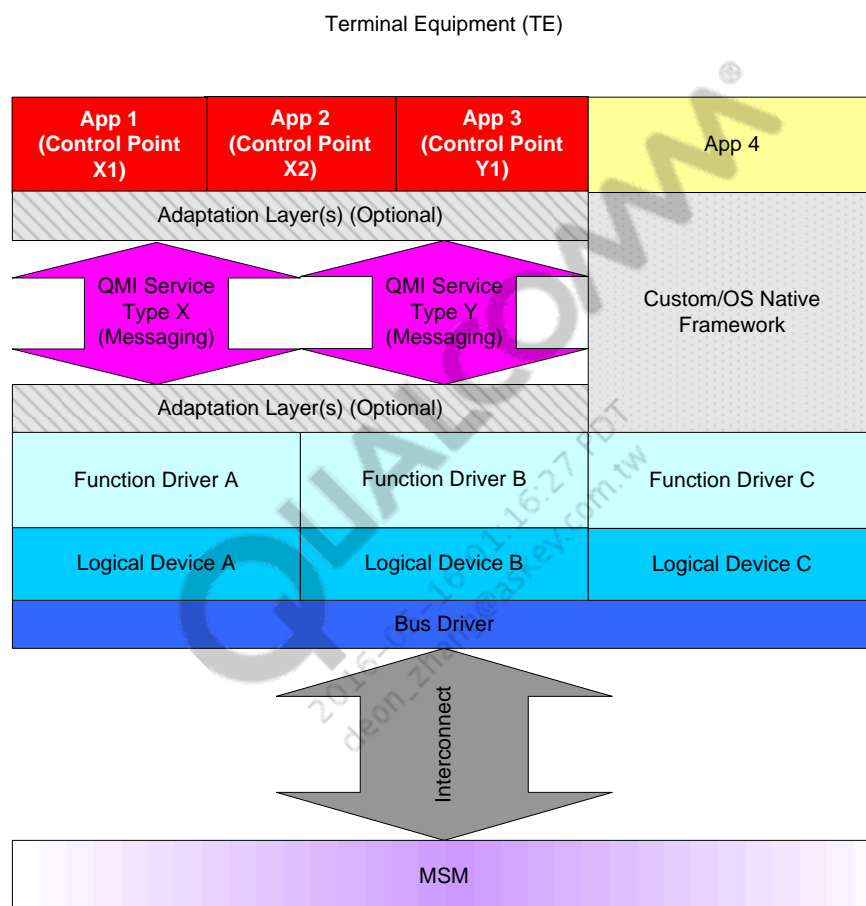 Terminal Equipment (TE)
App 1
(Control Point
X1)
App 2
(Control Point
X2)
App 3
(Control Point
Y1)
App 4
Adaptation Layer(s) (Optional)
QMI Service
Type X
(Messaging)
QMI Service
Type Y
(Messaging)
Custom/OS Native
Framework
Adaptation Layer(s) (Optional)
Function Driver A
Function Driver B
Function Driver C
Logical Device A
Logical Device B
Logical Device C
Bus Driver
Interconnect
MSM
QUALCOMM®